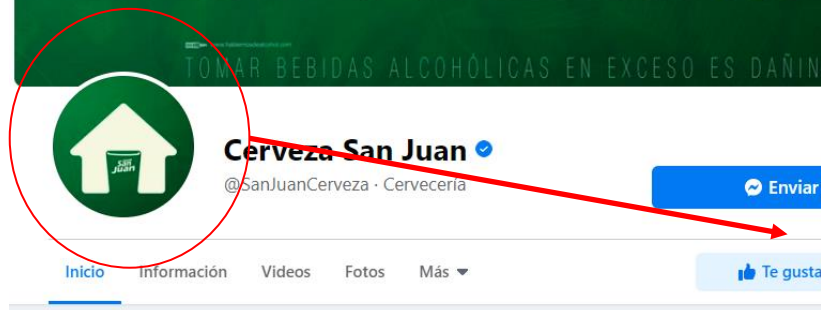 TOMAR BEBIDAS ALCOHÓLICAS EN EXCESO ES DAÑIN
san
Juan
Cerveza San Juan
@SanJuanCerveza · Cervecería
Enviar
Inicio Información Videos Fotos Más
Te gusta